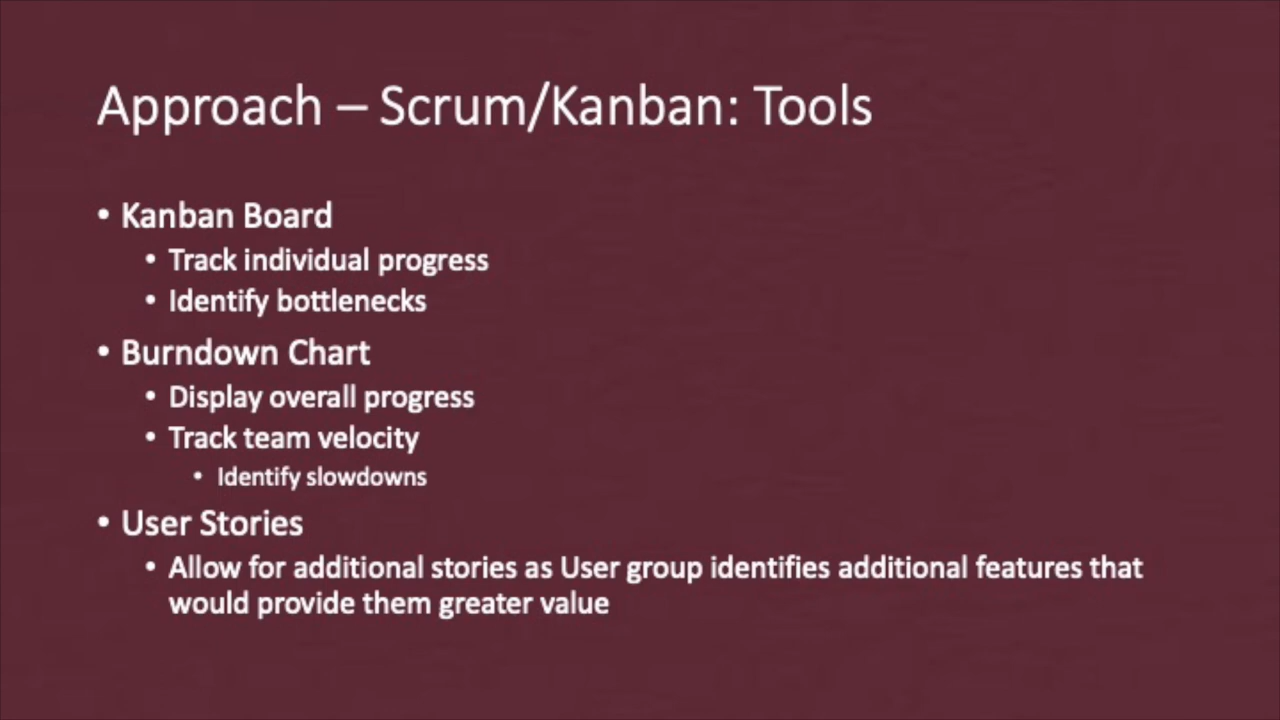 Approach – Scrum/Kanban: Tools
• Kanban Board
• Track individual progress
• Identify bottlenecks
• Burndown Chart
• Display overall progress
• Track team velocity
• Identify slowdowns
• User Stories
• Allow for additional stories as User group identifies additional features that
would provide them greater value